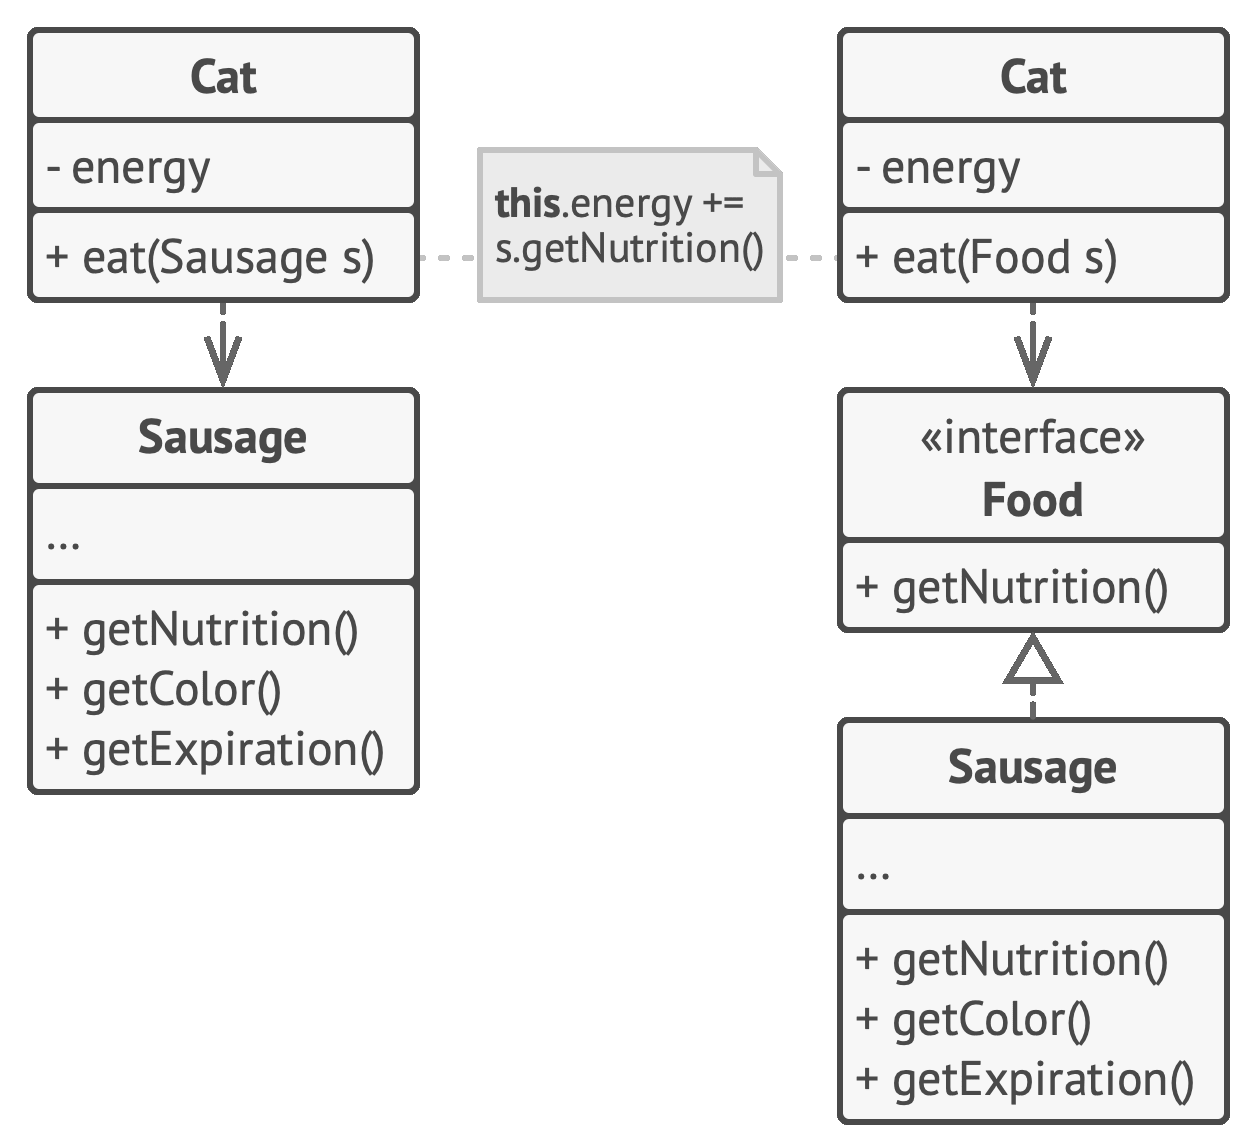 Cat
- energy
+ eat(Sausage s)
this.energy +=
s.getNutrition()
Cat
- energy
+ eat(Food s)
Sausage
...
+ getNutrition()
+ getColor()
+ getExpiration()
«interface»
Food
+ getNutrition()
Sausage
...
+ getNutrition()
+ getColor()
+ getExpiration()